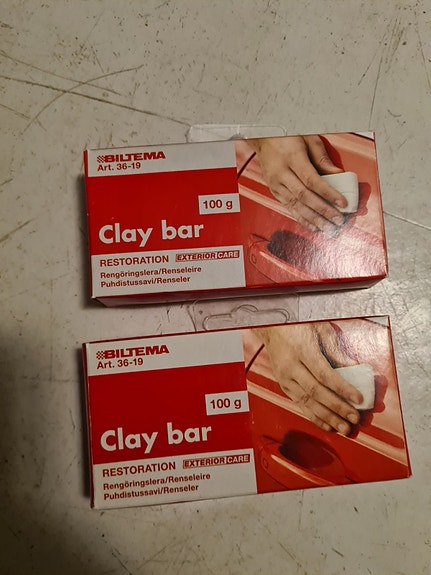 BILTEMA
Art. 36-19
100 g
Clay bar
RESTORATION EXTERIOR CARE
Rengöringslera/Renseleire
Puhdistussavi/Renseler
BILTEMA
Art. 36-19
100 g
Clay bar
RESTORATION EXTERIOR CARE
Rengöringslera/Renseleire
Puhdistussavi/Renseler